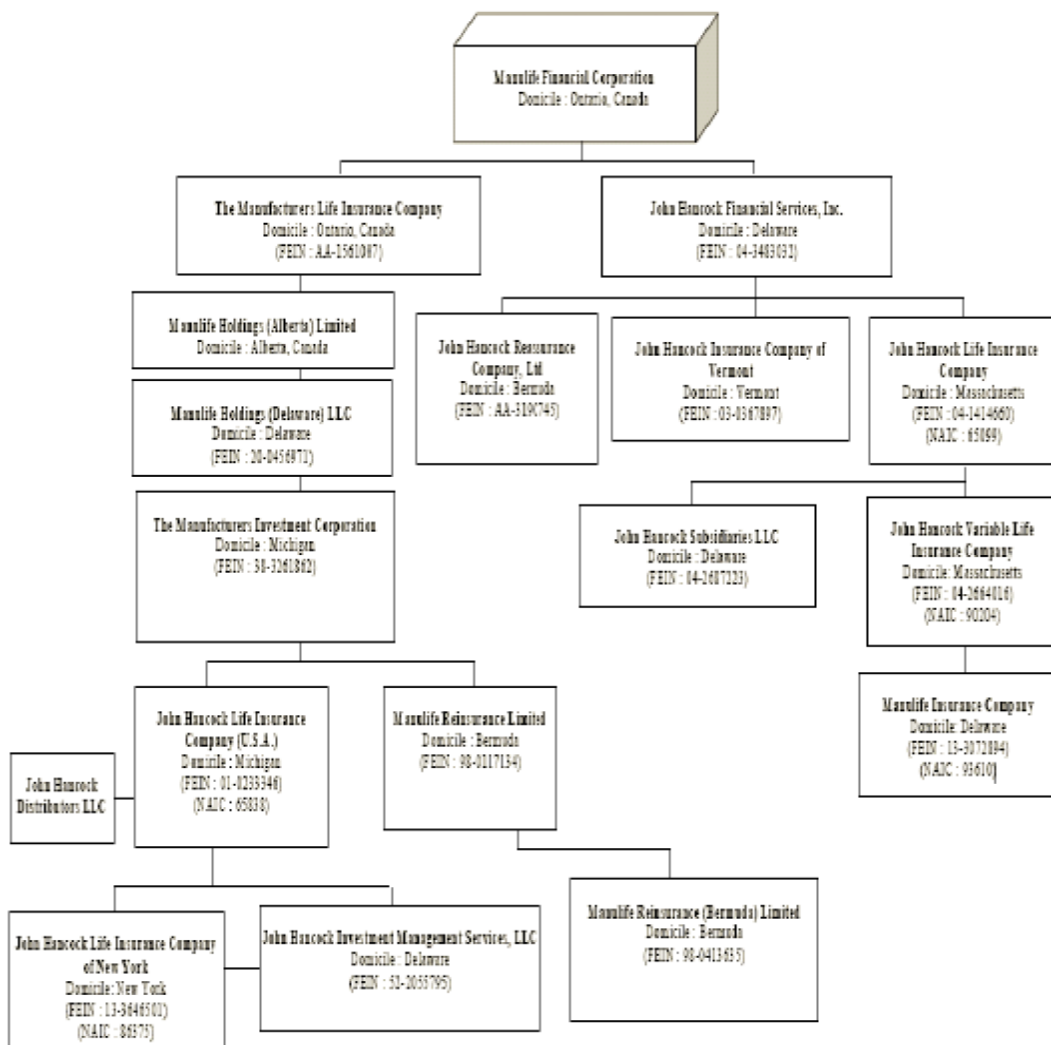 Manulife Financial Corporation
Domicile : Ontario, Canada
The Manufacturers Life Insurance Company
Domicile : Ontario, Canada
(FEIN : AA-1561087)
John Hancock Financial Services, Inc.
Domicile : Delaware
(FEIN : 04-3483032)
Manulife Holdings (Alberta) Limited
Domicile : Alberta, Canada
John Hancock Reassurance
Company, Ltd
Domicile : Bermuda
(FEIN :
John Hancock Insurance Company of
Vermont
Domicile : Vermont
(FEIN : 03-0367897)
John Hancock Life Insurance
Company
Domicile : Massachusetts
(FEIN : 04-1414660)
(NAIC : 65099)
Manulife Holdings (Delaware) LLC
Domicile : Delaware
(FEIN : 20-0456971)
The Manufacturers Investment Corporation
Domicile : Michigan
(FEIN : 38-3261862)
John Hancock Subsidiaries LLC
Domicile : Delaware
(FEIN : 04-2687223)
John Hancock Variable Life
Insurance Company
Domicile: Massachusetts
(FEIN : 04-2664016)
(NAIC : 90204)
John Hancock Life Insurance
Company (U.S.A.)
Domicile : Michigan
(FEIN : 01-0233346)
(NAIC : 65838)
Manulife Reinsurance Limited
Domicile : Bermuda
(FEIN : 98-0117134)
Manulife Insurance Company
Domicile: Delaware
(FEIN : 13-3072894)
(NAIC : 93610)
John Hancock
Distributors LLC
John Hancock Life Insurance Company
of New York
Domicile: New York
(FEIN : 13-3646501)
(NAIC : 86375)
John Hancock Investment Management Services, LLC
Domicile : Delaware
(FEIN : 52-2055795)
Manulife Reinsurance (Bermuda) Limited
Domicile : Bermuda
(FEIN : 98-0413635)